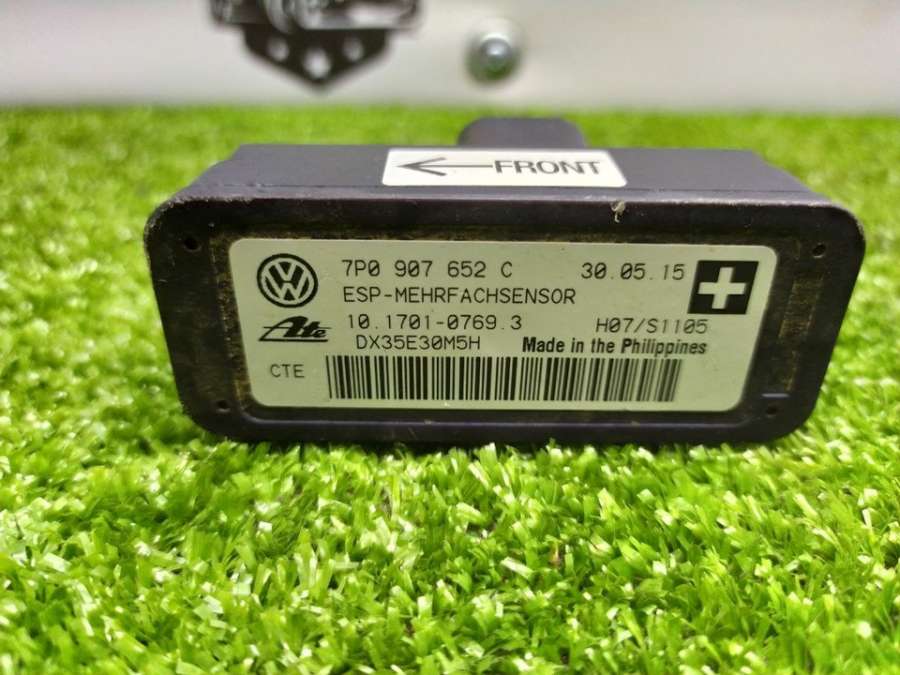 FRONT
7P0 907 652 C 30.05.15
ESP-MEHRFACHSENSOR
Ate 10.1701-0769.3 H07/S1105
DX35E30M5H Made in the Philippines
CTE